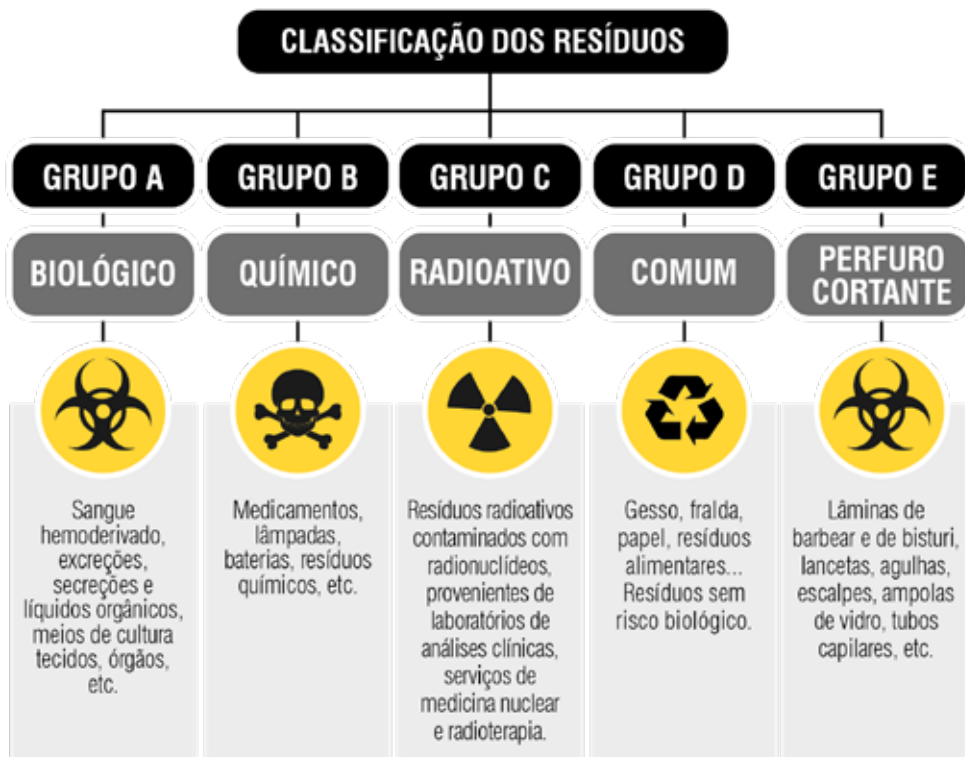 CLASSIFICAÇÃO DOS RESÍDUOS
GRUPO A
GRUPO B
GRUPO C
GRUPO D
GRUPO E
BIOLÓGICO
QUÍMICO
RADIOATIVO
COMUM
PERFURO
CORTANTE
Sangue
hemoderivado,
excreções,
secreções e
líquidos orgânicos,
meios de cultura
tecidos, órgãos,
etc.
Medicamentos,
lâmpadas,
baterias, resíduos
químicos, etc.
Resíduos radioativos
contaminados com
radionuclídeos,
provenientes de
laboratórios de
análises clínicas,
serviços de
medicina nuclear
e radioterapia.
Gesso, fralda,
papel, resíduos
alimentares...
Resíduos sem
risco biológico.
Lâminas de
barbear e de bisturi,
lancetas, agulhas,
escalpes, ampolas
de vidro, tubos
capilares, etc.